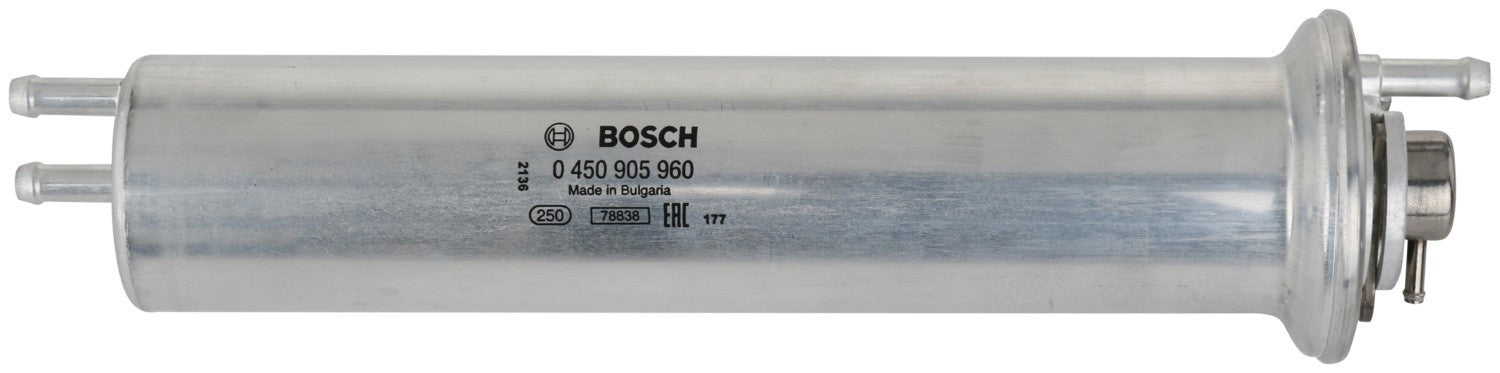 BOSCH
0 450 905 960
2136
Made in Bulgaria
250 78838 EAC 177